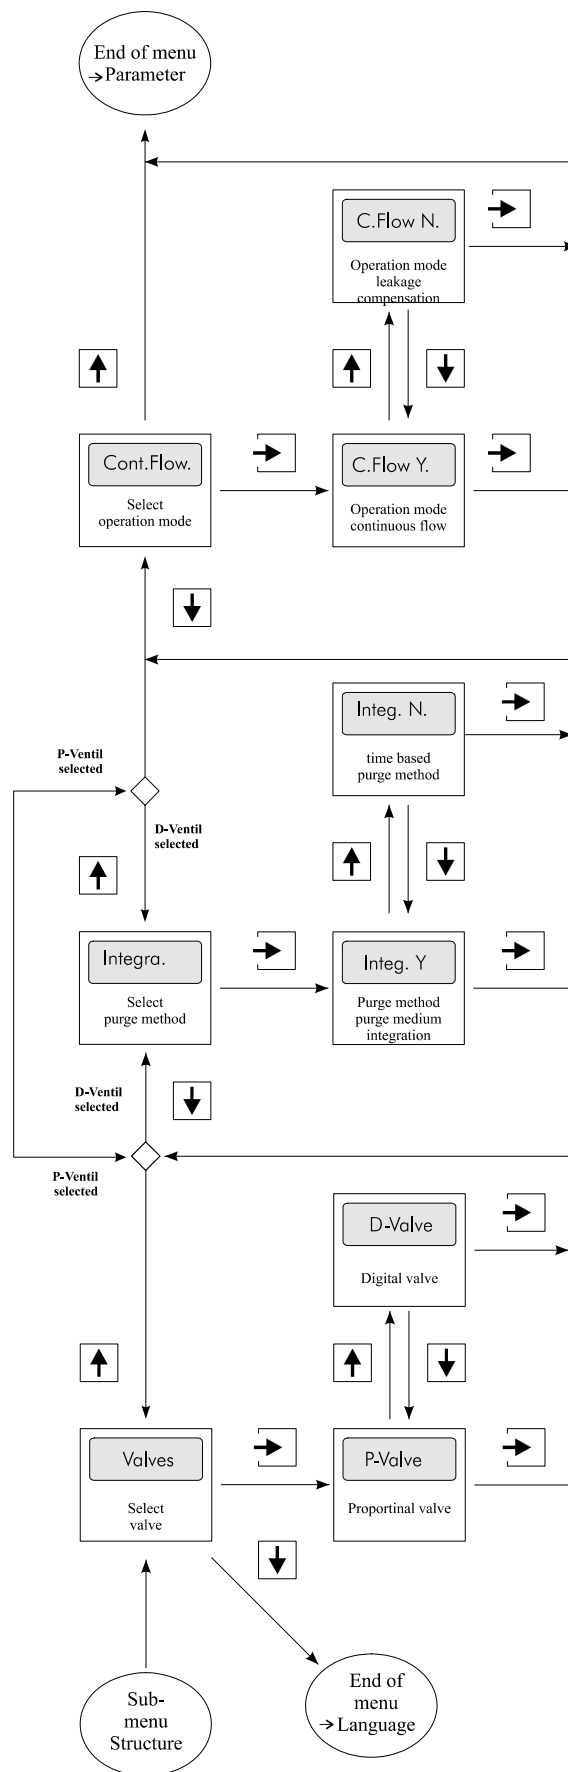 End of menu
→Parameter
C.Flow N.
Operation mode
leakage
compensation
Cont.Flow.
Select
operation mode
C.Flow Y.
Operation mode
continuous flow
Integ. N.
time based
purge method
P-Ventil
selected
D-Ventil
selected
Integra.
Select
purge method
Integ. Y
Purge method
purge medium
integration
D-Ventil
selected
P-Ventil
selected
D-Valve
Digital valve
Valves
Select
valve
P-Valve
Proportinal valve
Sub-
menu
Structure
End of
menu
→Language